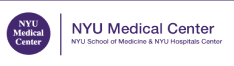 NYU
Medical
Center
NYU Medical Center
NYU School of Medicine & NYU Hospitals Center